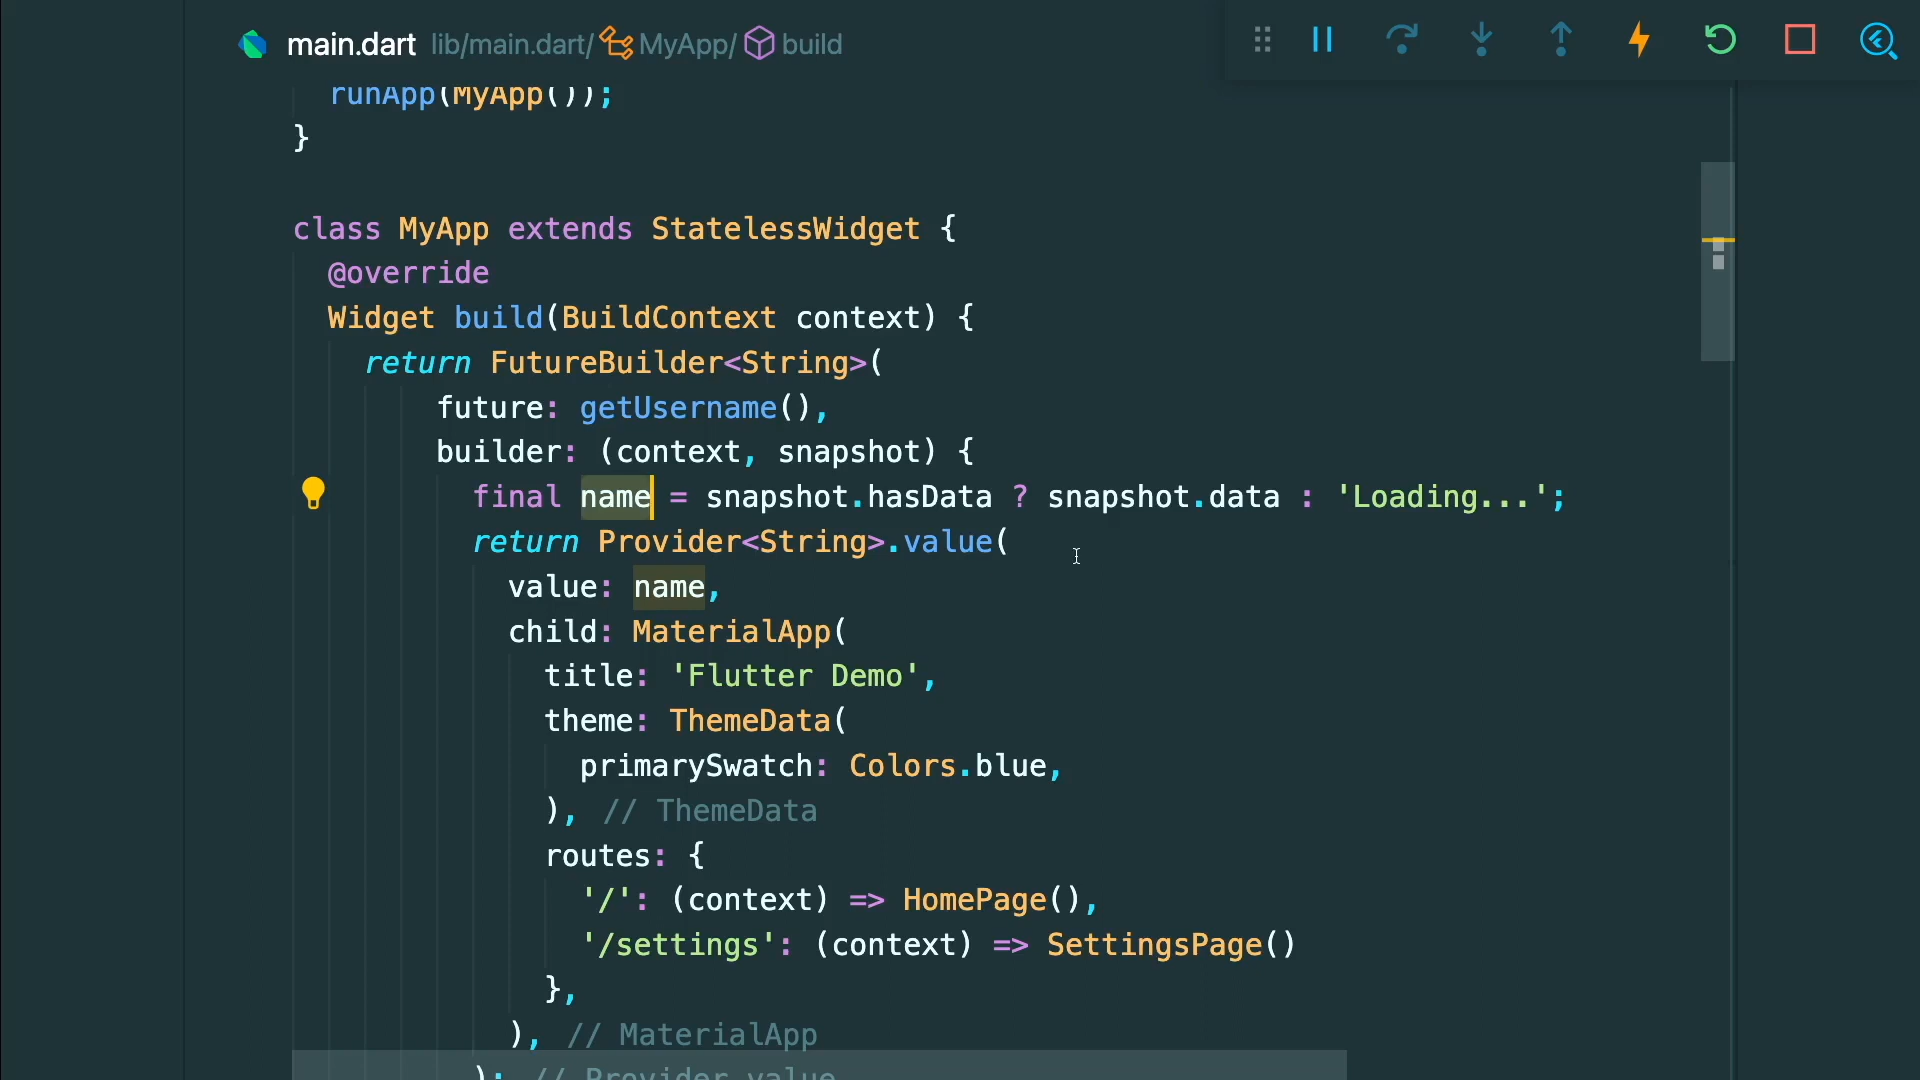 main.dart lib/main.dart/ MyApp/ build
runApp(MyApp());
}
class MyApp extends StatelessWidget {
@override
Widget build(BuildContext context) {
return FutureBuilder<String>(
future: getUsername(),
builder: (context, snapshot) {
final name = snapshot.hasData ? snapshot.data : 'Loading...';
return Provider<String>.value(
value: name,
child: MaterialApp(
title: 'Flutter Demo',
theme: ThemeData(
primarySwatch: Colors.blue,
), // ThemeData
routes: {
'/': (context) => HomePage(),
'/settings': (context) => SettingsPage()
},
), // MaterialApp
); // Provider.value